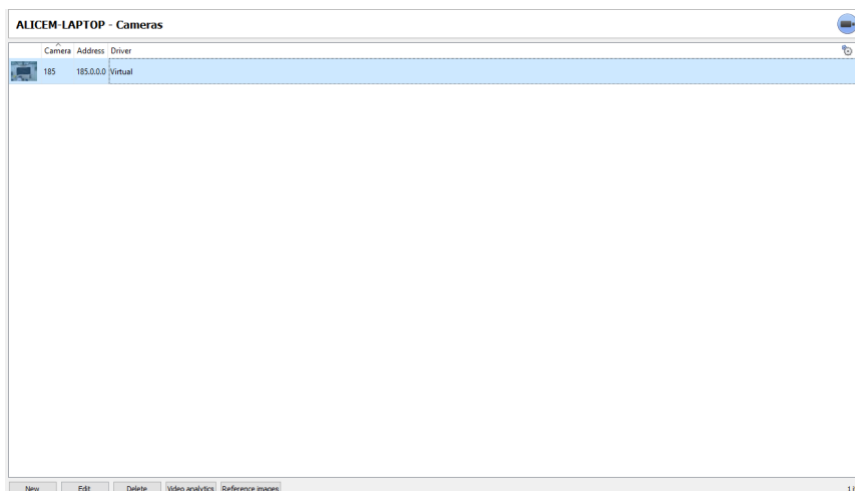 ALICEM-LAPTOP - Cameras
Camera Address Driver
185 185.0.0.0 Virtual
New Edit Delete Video analytics Reference images